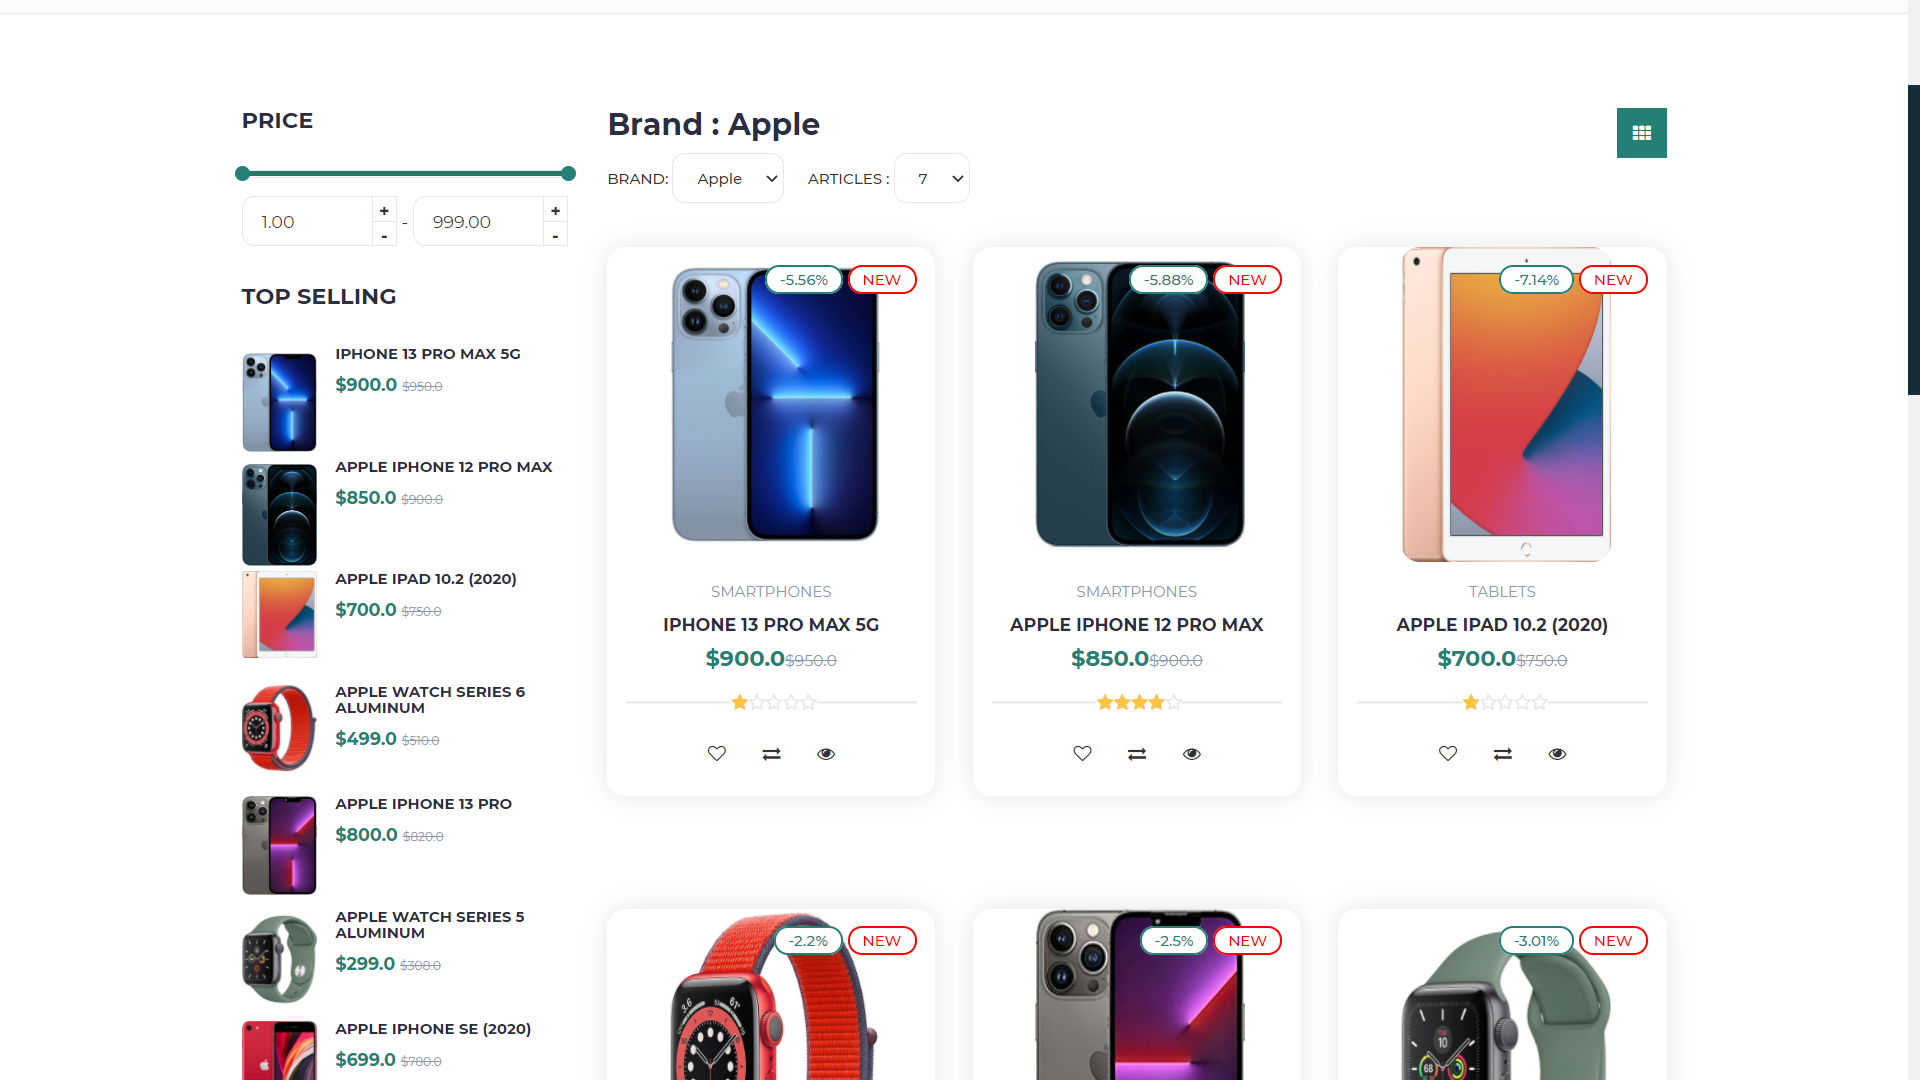 PRICE
1.00
+
-
-
999.00
+
-
TOP SELLING
IPHONE 13 PRO MAX 5G
$900.0 $950.0
APPLE IPHONE 12 PRO MAX
$850.0 $900.0
APPLE IPAD 10.2 (2020)
$700.0 $750.0
APPLE WATCH SERIES 6
ALUMINUM
$499.0 $510.0
APPLE IPHONE 13 PRO
$800.0 $820.0
APPLE WATCH SERIES 5
ALUMINUM
$299.0 $308.0
APPLE IPHONE SE (2020)
$699.0 $780.0
Brand : Apple
BRAND: Apple ARTICLES : 7
-5.56% NEW
SMARTPHONES
IPHONE 13 PRO MAX 5G
$900.0 $950.0
-5.88% NEW
SMARTPHONES
APPLE IPHONE 12 PRO MAX
$850.0 $900.0
-7.14% NEW
TABLETS
APPLE IPAD 10.2 (2020)
$700.0 $750.0
-2.2% NEW
-2.5% NEW
-3.01% NEW
TUE
10
68